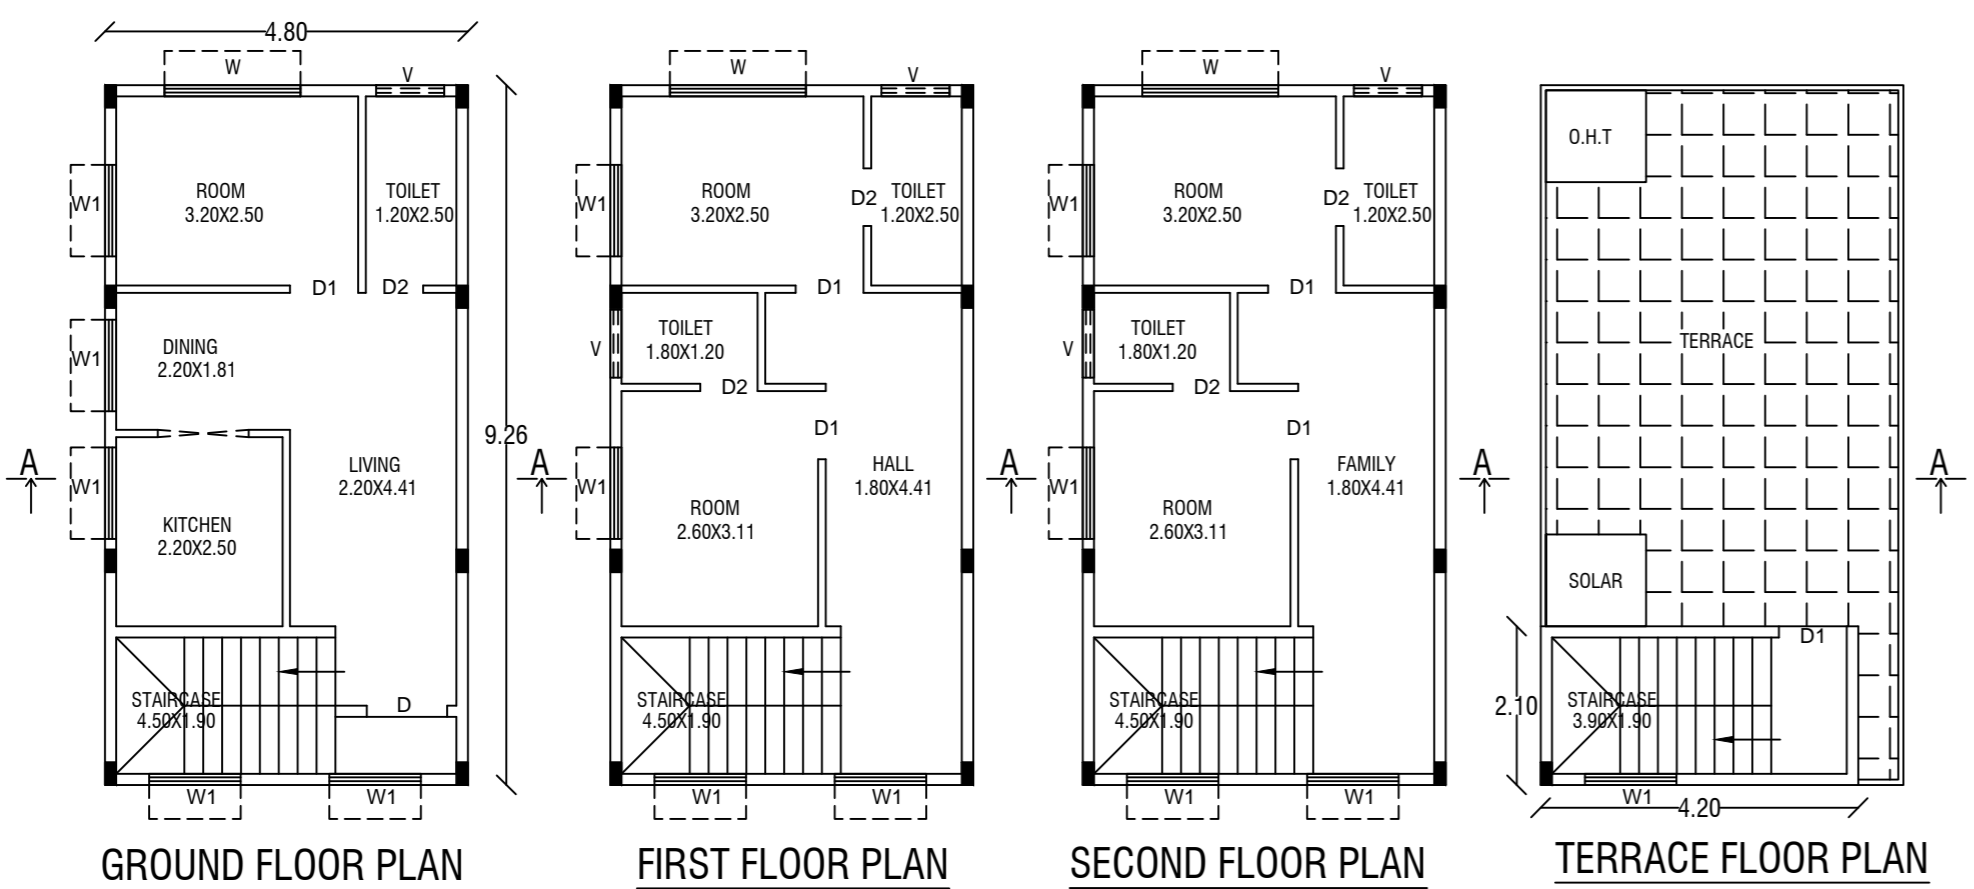 4.80
W
V
W1
ROOM
3.20X2.50
TOILET
1.20X2.50
D1
D2
W1
DINING
2.20X1.81
9.26
A
W1
LIVING
2.20X4.41
KITCHEN
2.20X2.50
STAIRCASE
4.50X1.90
D
W1
W1
GROUND FLOOR PLAN
W
V
W1
ROOM
3.20X2.50
D2
TOILET
1.20X2.50
D1
V
TOILET
1.80X1.20
D2
D1
A
W1
HALL
1.80X4.41
ROOM
2.60X3.11
STAIRCASE
4.50X1.90
W1
W1
FIRST FLOOR PLAN
W
V
W1
ROOM
3.20X2.50
D2
TOILET
1.20X2.50
D1
V
TOILET
1.80X1.20
D2
D1
A
W1
FAMILY
1.80X4.41
ROOM
2.60X3.11
STAIRCASE
4.50X1.90
W1
W1
SECOND FLOOR PLAN
O.H.T
TERRACE
A
A
SOLAR
D1
2.10
STAIRCASE
3.90X1.90
W1
4.20
TERRACE FLOOR PLAN